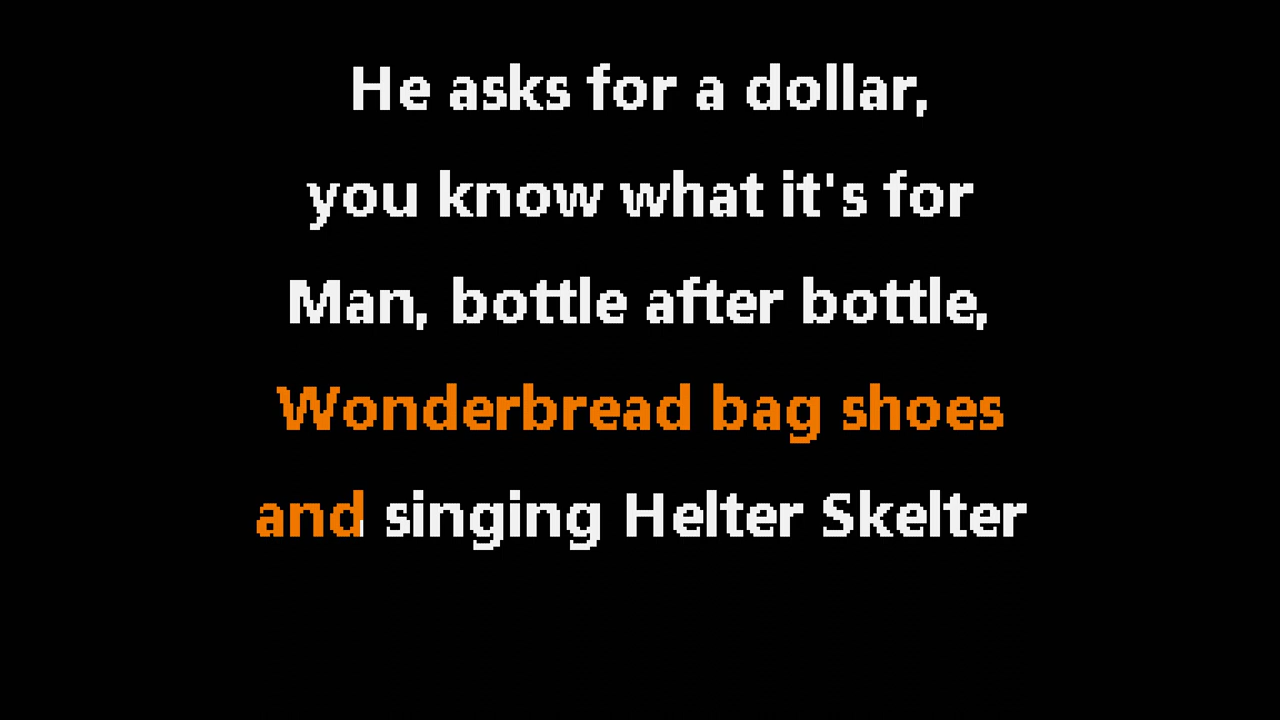 He asks for a dollar,
you know what it's for
Man, bottle after bottle,
Wonderbread bag shoes
and singing Helter Skelter